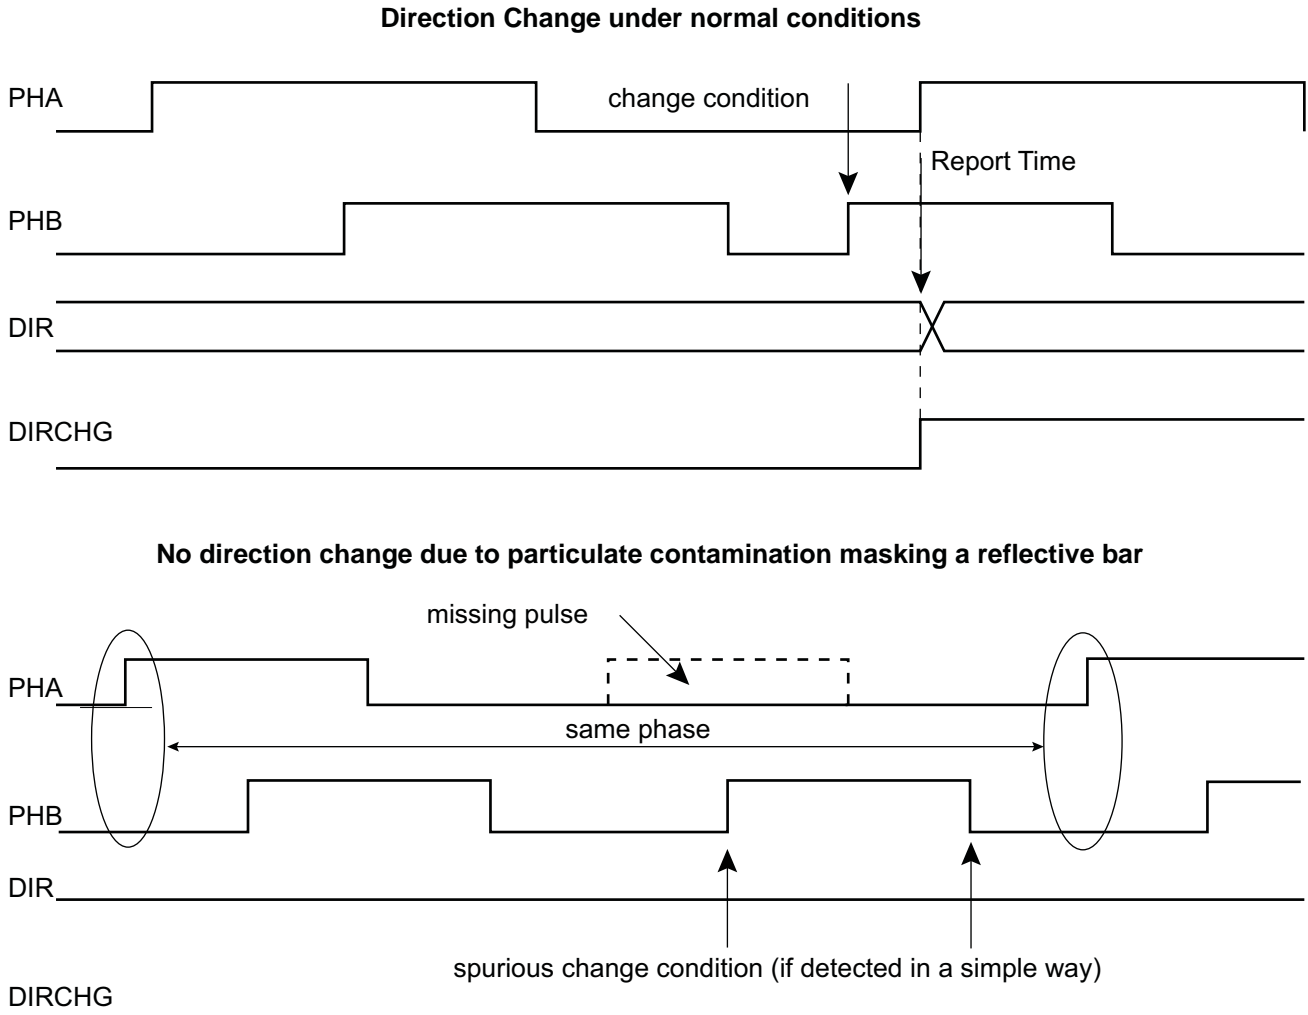 Direction Change under normal conditions
PHA
change condition
Report Time
PHB
DIR
DIRCHG
No direction change due to particulate contamination masking a reflective bar
missing pulse
PHA
same phase
PHB
DIR
spurious change condition (if detected in a simple way)
DIRCHG